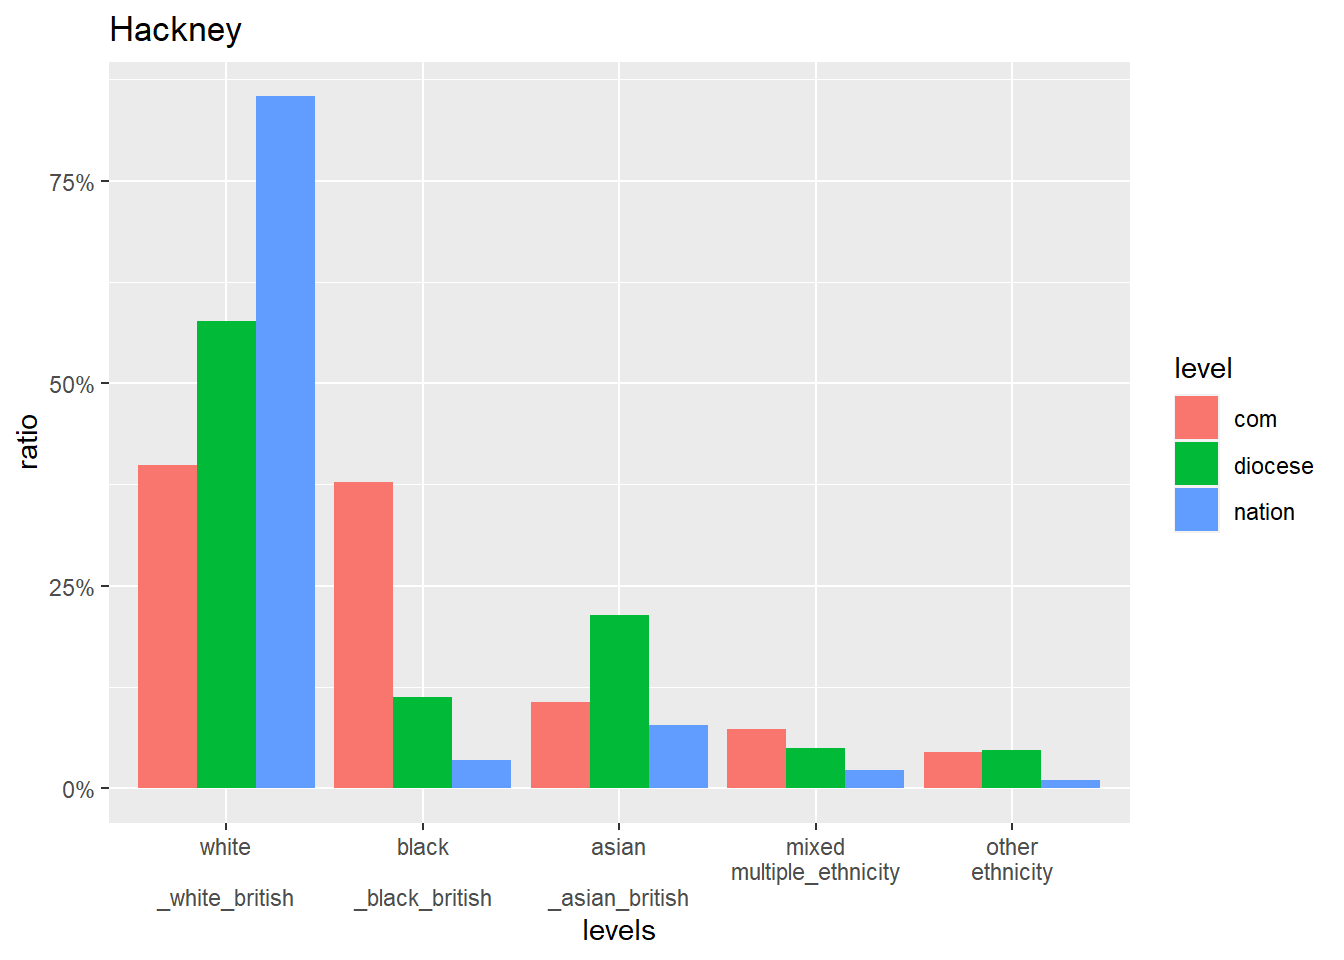 Hackney
75%
50%
25%
0%
ratio
white
_white_british
black
_black_british
asian
_asian_british
mixed
multiple_ethnicity
other
ethnicity
levels
level
com
diocese
nation